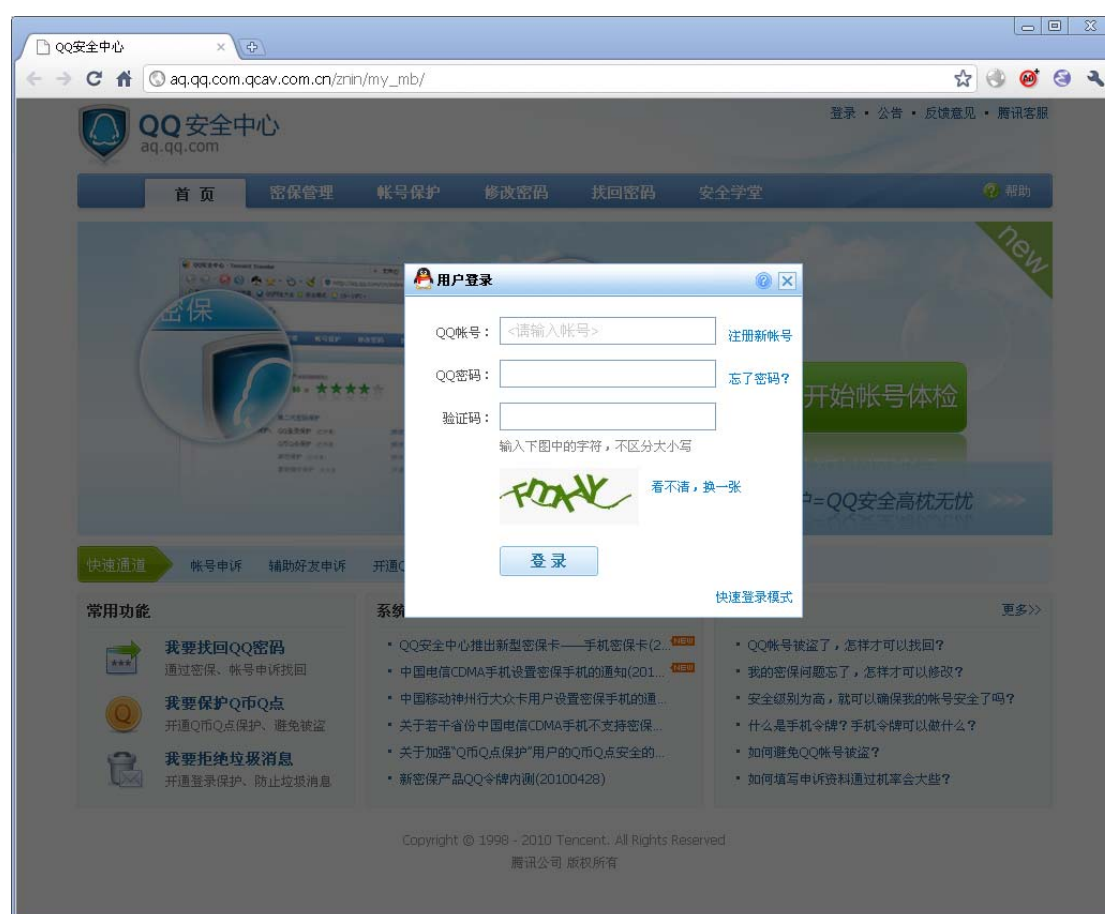 QQ安全中心
aq.qq.com.qcav.com.cn/znin/my_mb/
QQ安全中心
aq.qq.com
登录 • 公告 • 反馈意见 • 腾讯客服
首 页 密保管理 帐号保护 修改密码 找回密码 安全学堂 帮助
new
密保
开始帐号体检
=QQ安全高枕无忧
用户登录
QQ帐号： <请输入帐号> 注册新帐号
QQ密码： 忘了密码?
验证码：
输入下图中的字符，不区分大小写
看不清，换一张
登 录
快速登录模式
快速通道 帐号申诉 辅助好友申诉 开通
常用功能
我要找回QQ密码
通过密保、帐号申诉找回
我要保护Q币Q点
开通Q币Q点保护、避免被盗
我要拒绝垃圾消息
开通登录保护、防止垃圾消息
系统
更多>>
• QQ安全中心推出新型密保卡——手机密保卡(2... NEW
• 中国电信CDMA手机设置密保手机的通知(201... NEW
• 中国移动神州行大众卡用户设置密保手机的通...
• 关于若干省份中国电信CDMA手机不支持密保...
• 关于加强“Q币Q点保护”用户的Q币Q点安全的...
• 新密保产品QQ令牌内测(20100428)
• QQ帐号被盗了，怎样才可以找回?
• 我的密保问题忘了，怎样才可以修改?
• 安全级别为高，就可以确保我的帐号安全了吗?
• 什么是手机令牌? 手机令牌可以做什么?
• 如何避免QQ帐号被盗?
• 如何填写申诉资料通过机率会大些?
Copyright © 1998 - 2010 Tencent. All Rights Reserved
腾讯公司 版权所有